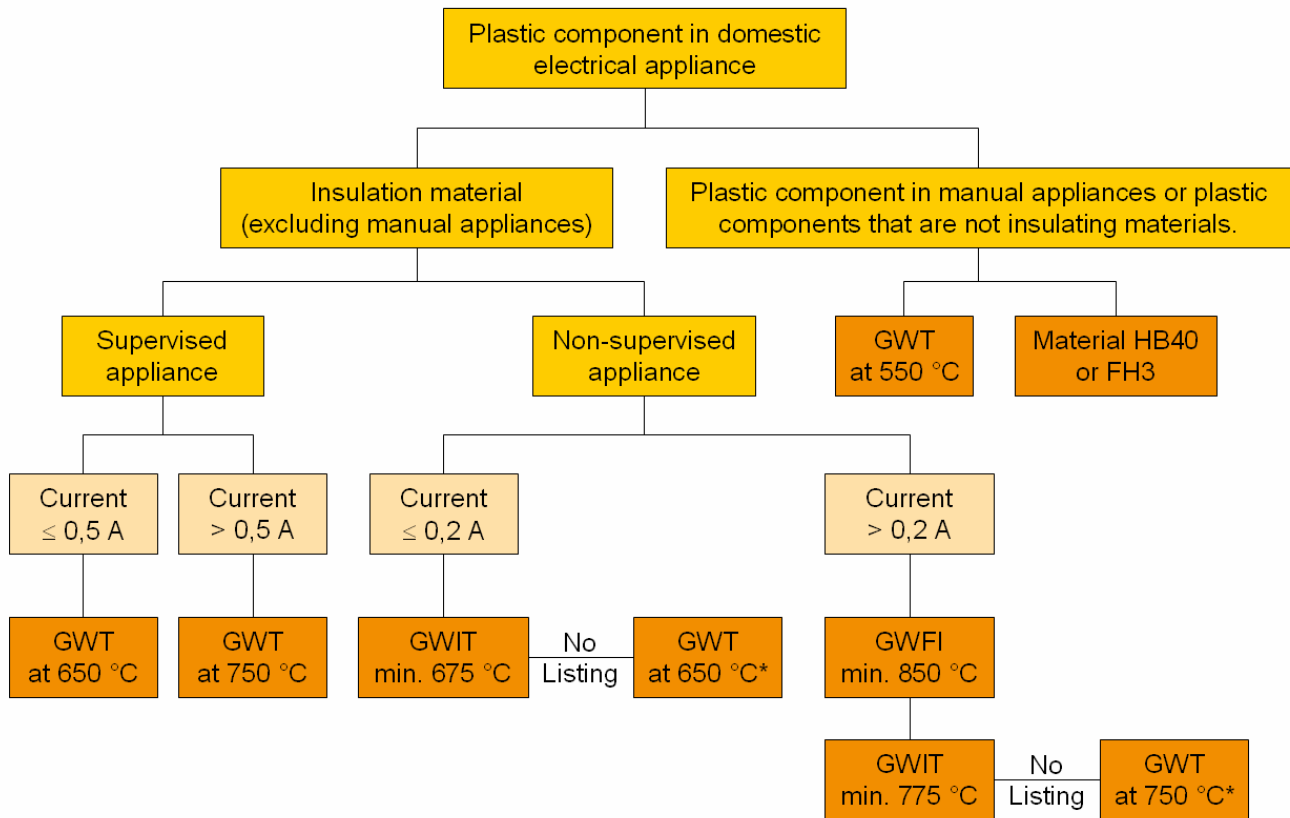 Plastic component in domestic
electrical appliance
Insulation material
(excluding manual appliances)
Plastic component in manual appliances or plastic
components that are not insulating materials.
Supervised
appliance
Non-supervised
appliance
GWT
at 550 °C
Material HB40
or FH3
Current
≤ 0,5 A
Current
> 0,5 A
Current
≤ 0,2 A
Current
> 0,2 A
GWT
at 650 °C
GWT
at 750 °C
GWIT
min. 675 °C
No
Listing
GWT
at 650 °C*
GWFI
min. 850 °C
GWIT
min. 775 °C
No
Listing
GWT
at 750 °C*